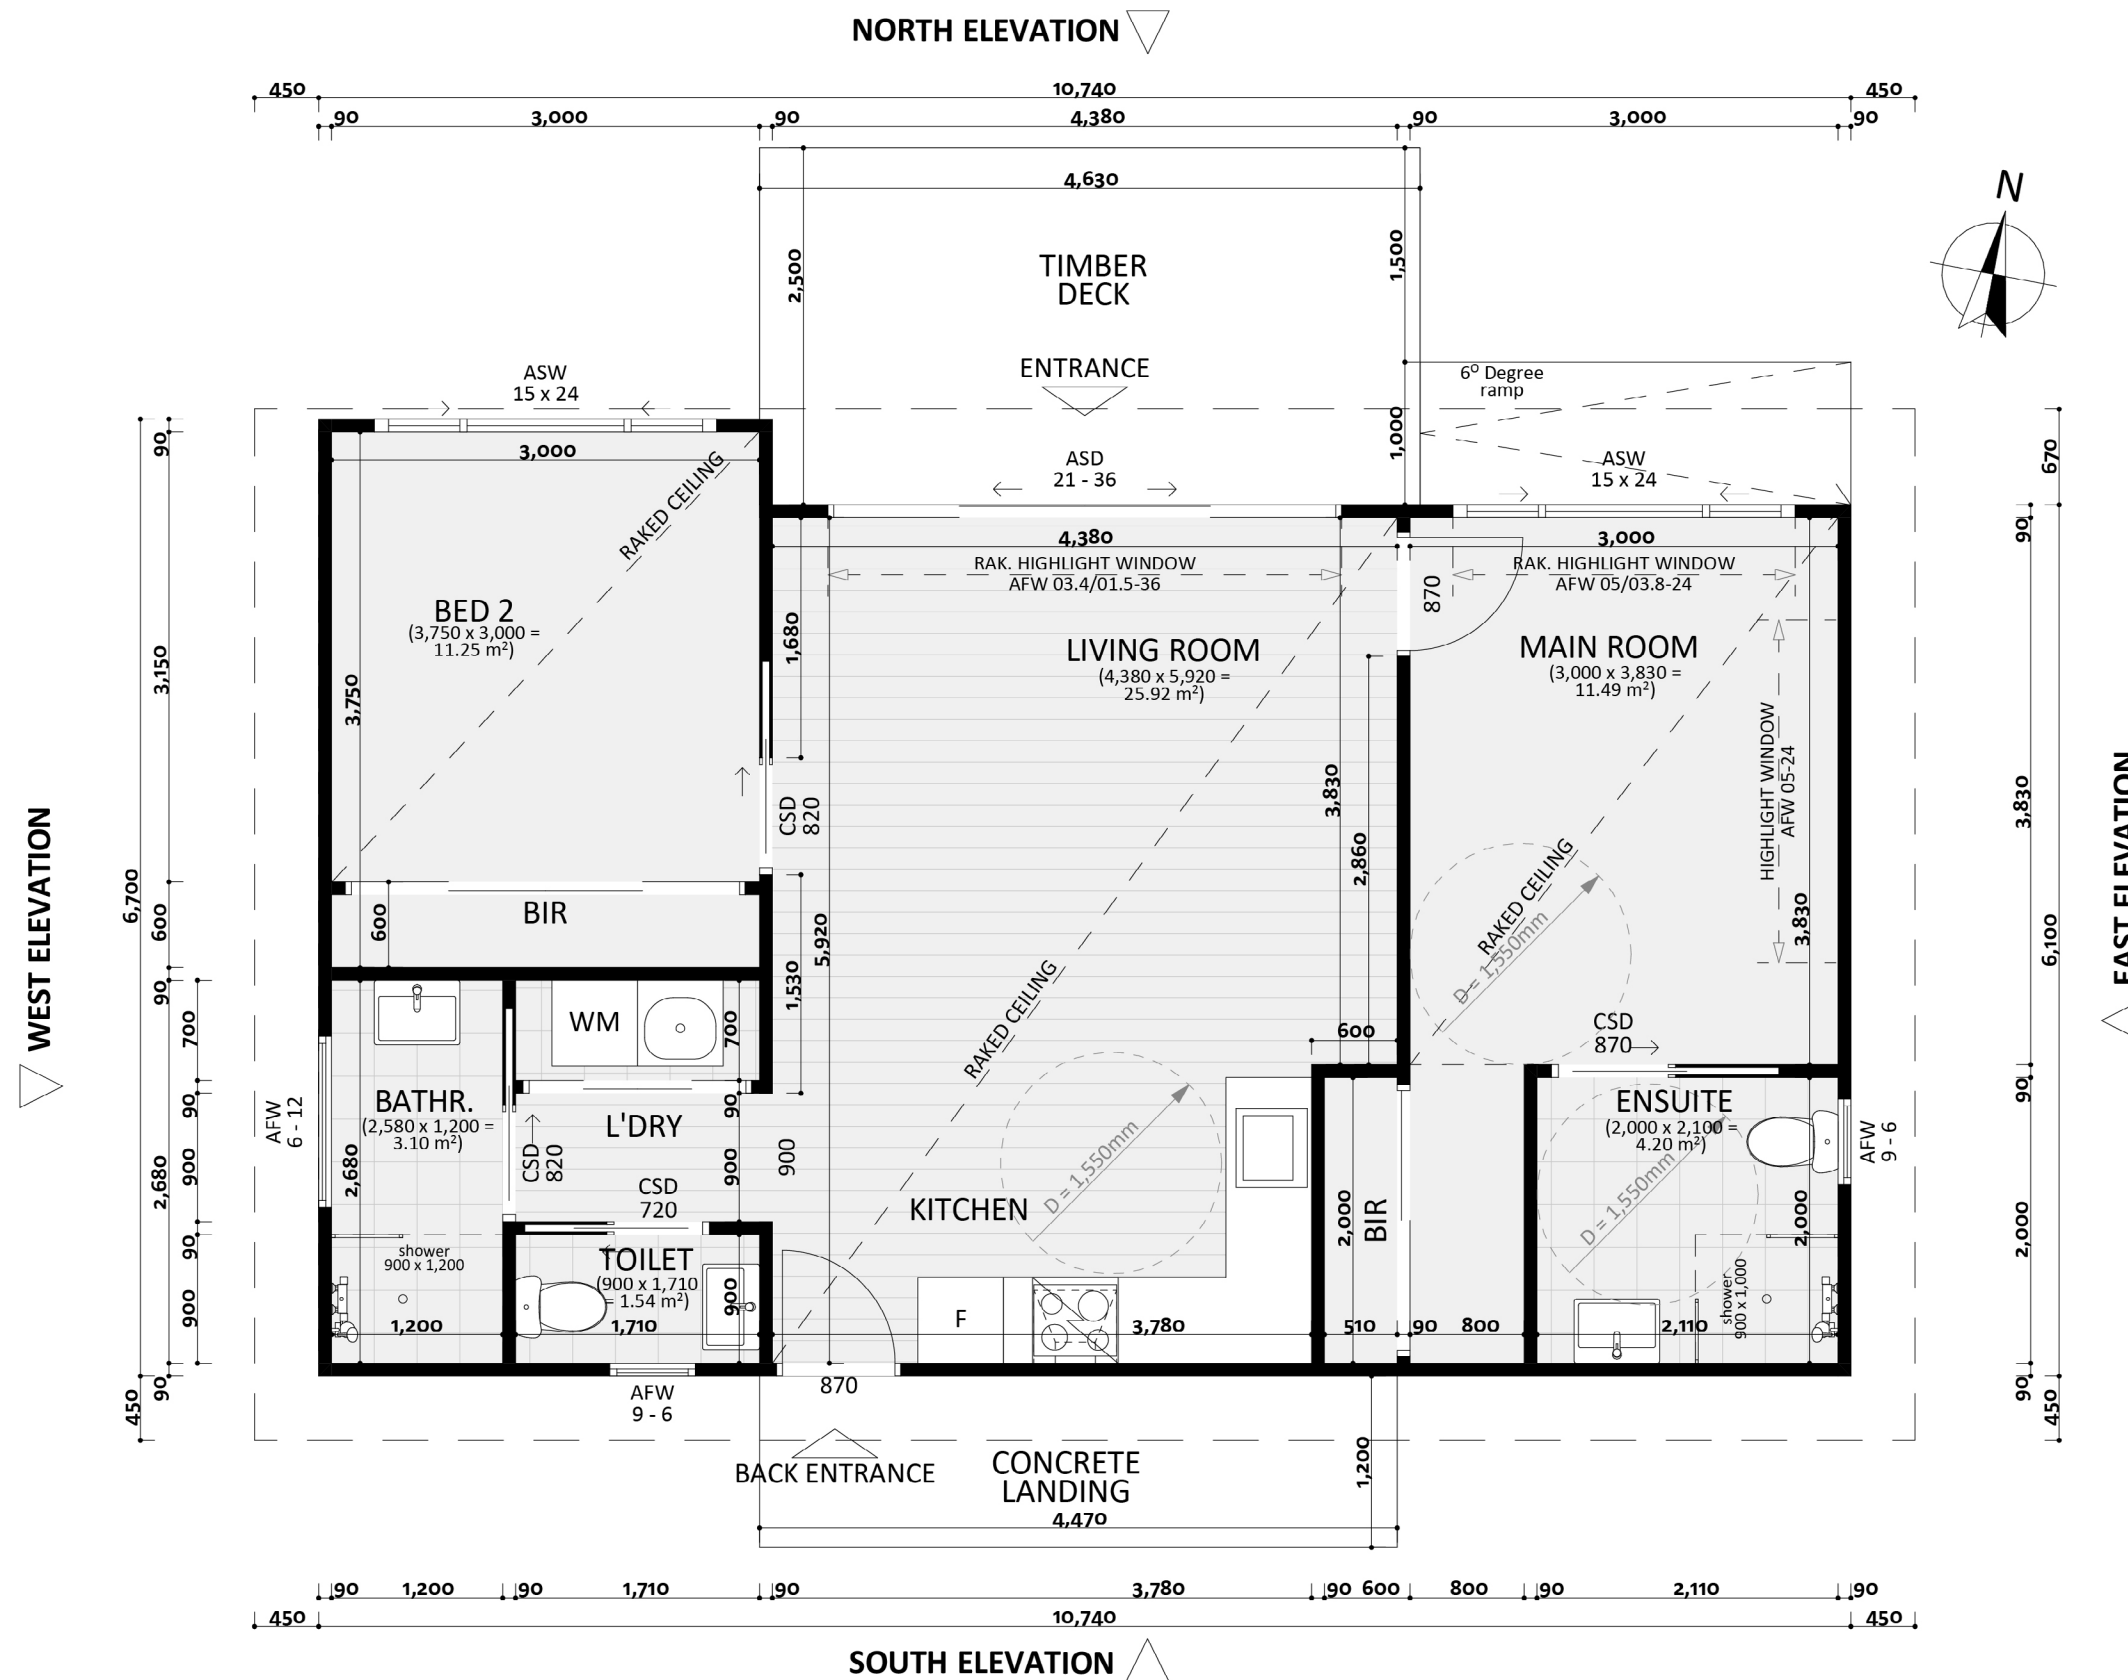 NORTH ELEVATION
450
10,740
450
90
3,000
90
4,380
90
3,000
90
4,630
N
2,500
1,500
TIMBER
DECK
ENTRANCE
ASW
15 x 24
6° Degree
ramp
1,000
ASD
21 - 36
ASW
15 x 24
90
670
3,000
RAKED CEILING
90
4,380
3,000
RAK. HIGHLIGHT WINDOW
AFW 03.4/01.5-36
RAK. HIGHLIGHT WINDOW
AFW 05/03.8-24
870
BED 2
(3,750 x 3,000 =
11.25 m²)
1,680
LIVING ROOM
(4,380 x 5,920 =
25.92 m²)
MAIN ROOM
(3,000 x 3,830 =
11.49 m²)
3,150
3,750
HIGHLIGHT WINDOW
AFW 05-24
CSD
820
3,830
2,860
3,830
WEST ELEVATION
EAST ELEVATION
6,700
600
600
BIR
5,920
1,530
RAKED CEILING
RAKED CEILING
D = 1,550mm
3,830
6,100
90
700
WM
700
600
CSD
870
AFW
6 - 12
BATHR.
(2,580 x 1,200 =
3.10 m²)
90
L'DRY
90
CSD
820
900
900
ENSUITE
(2,000 x 2,100 =
4.20 m²)
AFW
9 - 6
90
2,680
900
2,680
CSD
720
KITCHEN
D = 1,550mm
2,000
BIR
D = 1,550mm
2,000
2,000
90
shower
900 x 1,200
TOILET
(900 x 1,710
= 1.54 m²)
900
900
F
shower
900 x 1,000
1,200
1,710
3,780
510
90
800
2,110
90
450
AFW
9 - 6
870
90
450
BACK ENTRANCE
CONCRETE
LANDING
1,200
4,470
90
1,200
90
1,710
90
3,780
90
600
800
90
2,110
90
450
10,740
450
SOUTH ELEVATION